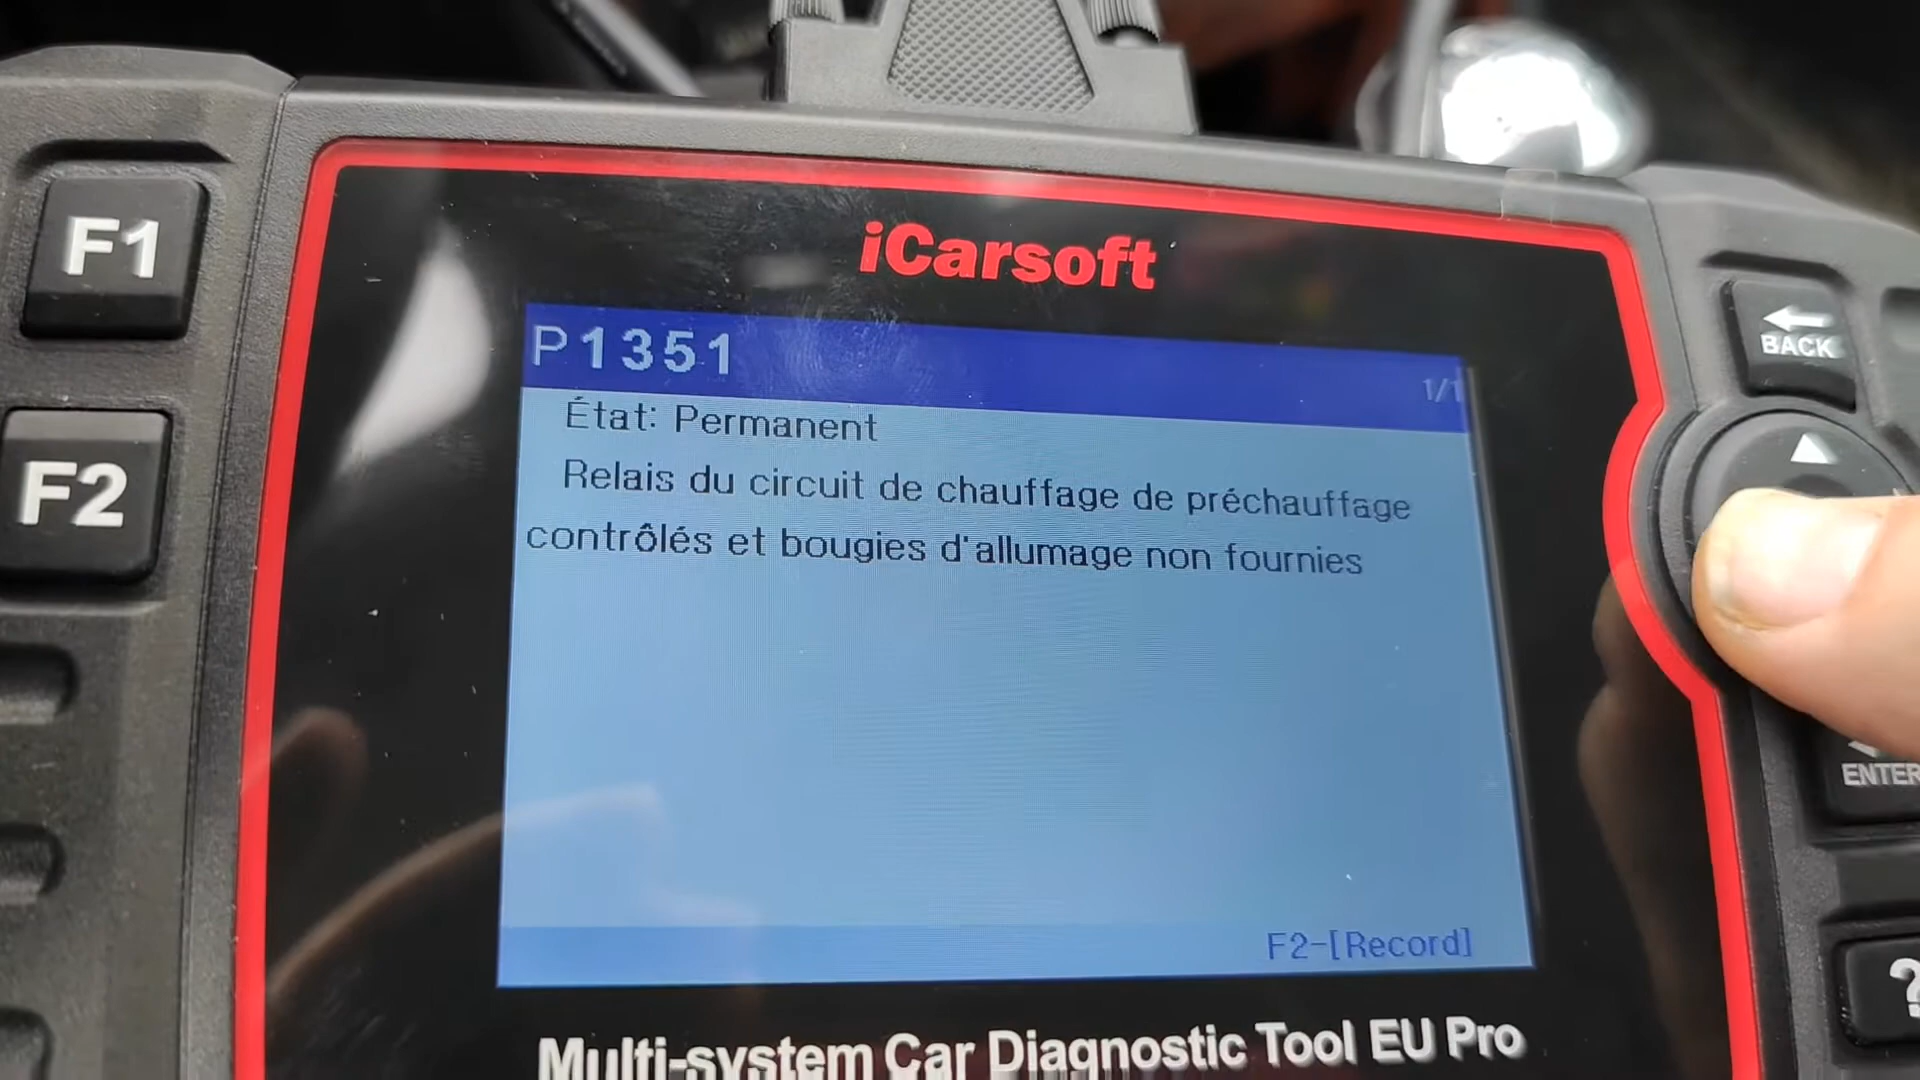 F1
F2
iCarsoft
BACK
P1351
1/1
État: Permanent
Relais du circuit de chauffage de préchauffage
contrôlés et bougies d'allumage non fournies
ENTER
F2-[Record]
?
Multi-system Car Diagnostic Tool EU Pro